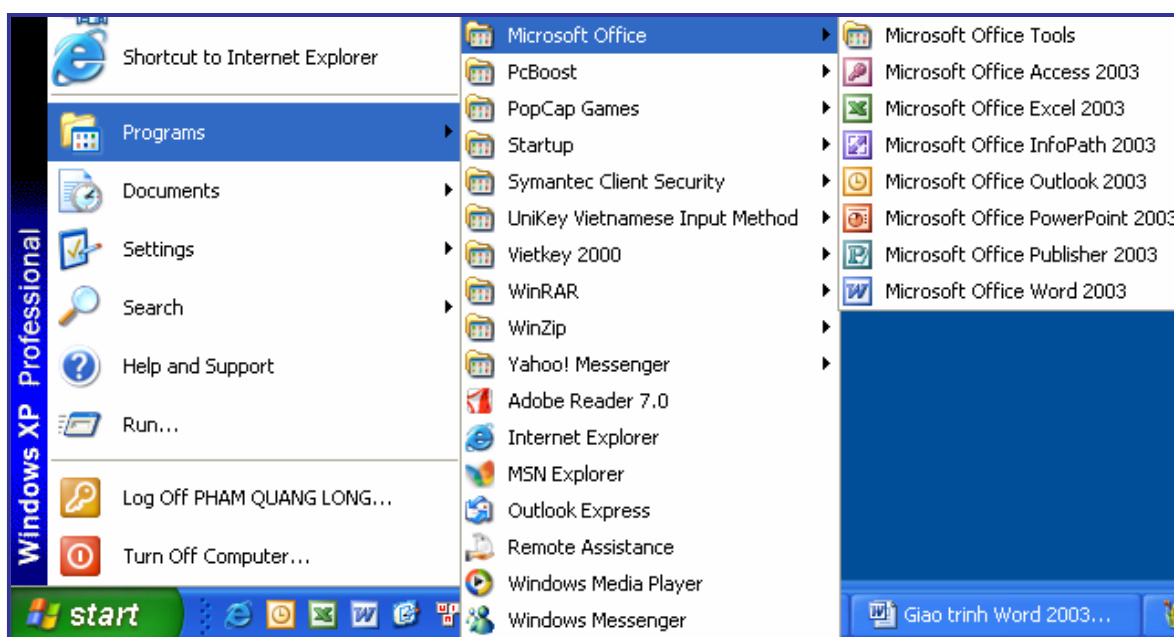 Windows XP Professional
Shortcut to Internet Explorer
Programs
Documents
Settings
Search
Help and Support
Run...
Log Off PHAM QUANG LONG...
Turn Off Computer...
Microsoft Office
PcBoost
PopCap Games
Startup
Symantec Client Security
UniKey Vietnamese Input Method
Vietkey 2000
WinRAR
WinZip
Yahoo! Messenger
Adobe Reader 7.0
Internet Explorer
MSN Explorer
Outlook Express
Remote Assistance
Windows Media Player
Windows Messenger
Microsoft Office Tools
Microsoft Office Access 2003
Microsoft Office Excel 2003
Microsoft Office InfoPath 2003
Microsoft Office Outlook 2003
Microsoft Office PowerPoint 2003
Microsoft Office Publisher 2003
Microsoft Office Word 2003
start
Giao trinh Word 2003...